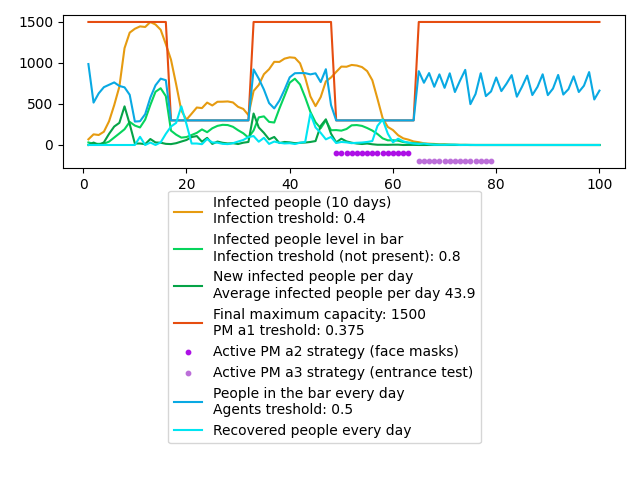 1500
1000
500
0
0 20 40 60 80 100
Infected people (10 days)
Infection treshold: 0.4
Infected people level in bar
Infection treshold (not present): 0.8
New infected people per day
Average infected people per day 43.9
Final maximum capacity: 1500
PM a1 treshold: 0.375
Active PM a2 strategy (face masks)
Active PM a3 strategy (entrance test)
People in the bar every day
Agents treshold: 0.5
Recovered people every day